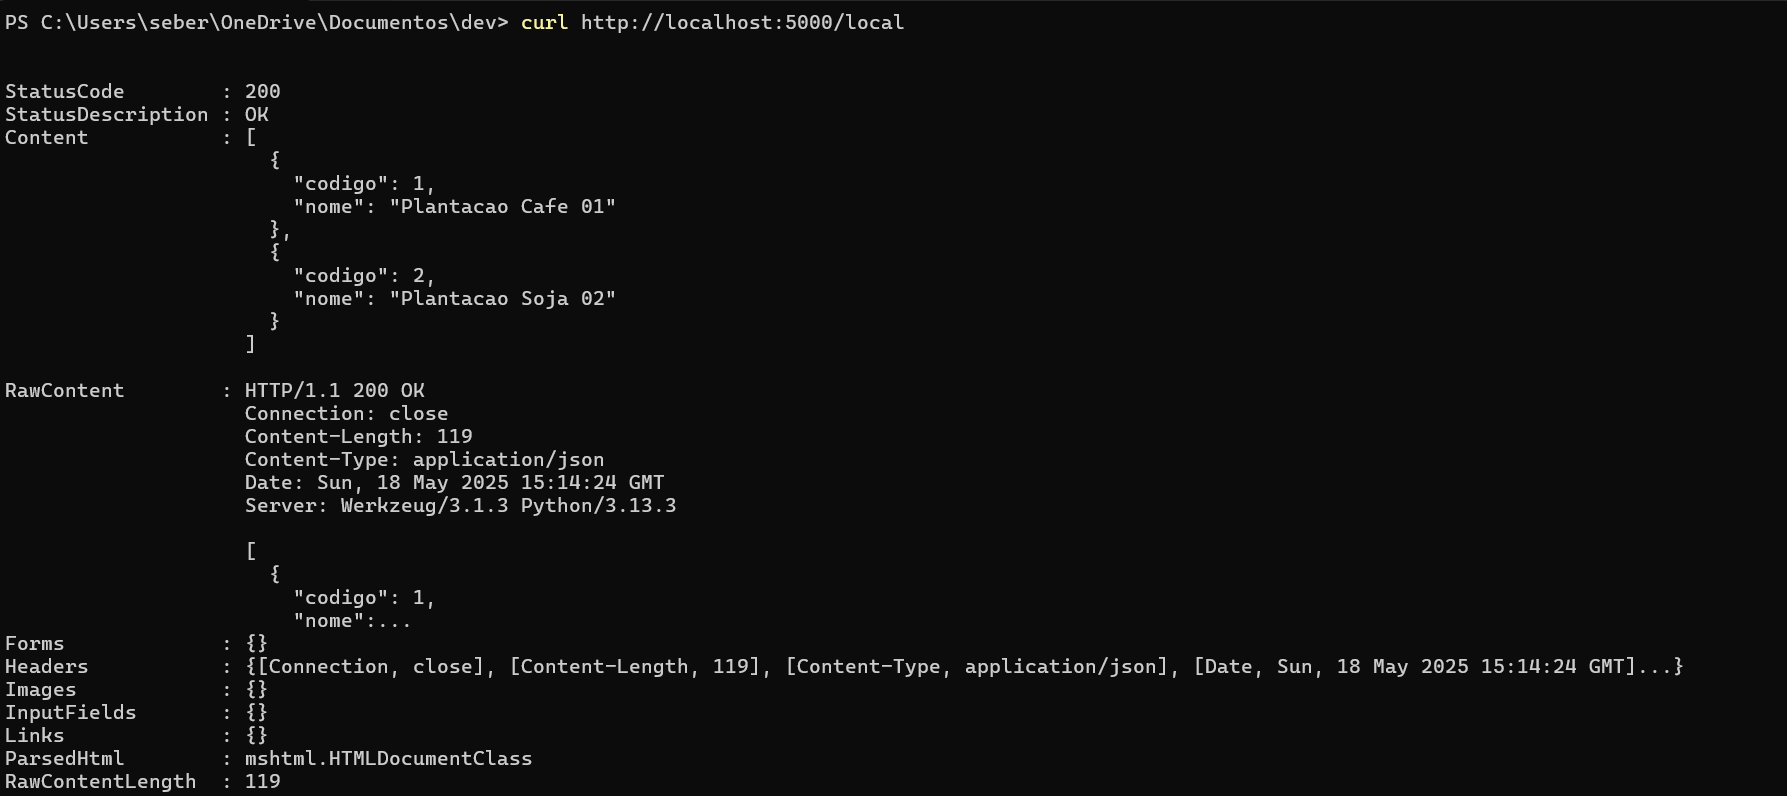 PS C:\Users\seber\OneDrive\Documentos\dev> curl http://localhost:5000/local
StatusCode        : 200
StatusDescription : OK
Content           : [
                      {
                        "codigo": 1,
                        "nome": "Plantacao Cafe 01"
                      },
                      {
                        "codigo": 2,
                        "nome": "Plantacao Soja 02"
                      }
                    ]
RawContent        : HTTP/1.1 200 OK
                    Connection: close
                    Content-Length: 119
                    Content-Type: application/json
                    Date: Sun, 18 May 2025 15:14:24 GMT
                    Server: Werkzeug/3.1.3 Python/3.13.3
                    [
                      {
                        "codigo": 1,
                        "nome":...
Forms             : {}
Headers           : {[Connection, close], [Content-Length, 119], [Content-Type, application/json], [Date, Sun, 18 May 2025 15:14:24 GMT]...}
Images            : {}
InputFields       : {}
Links             : {}
ParsedHtml        : mshtml.HTMLDocumentClass
RawContentLength  : 119